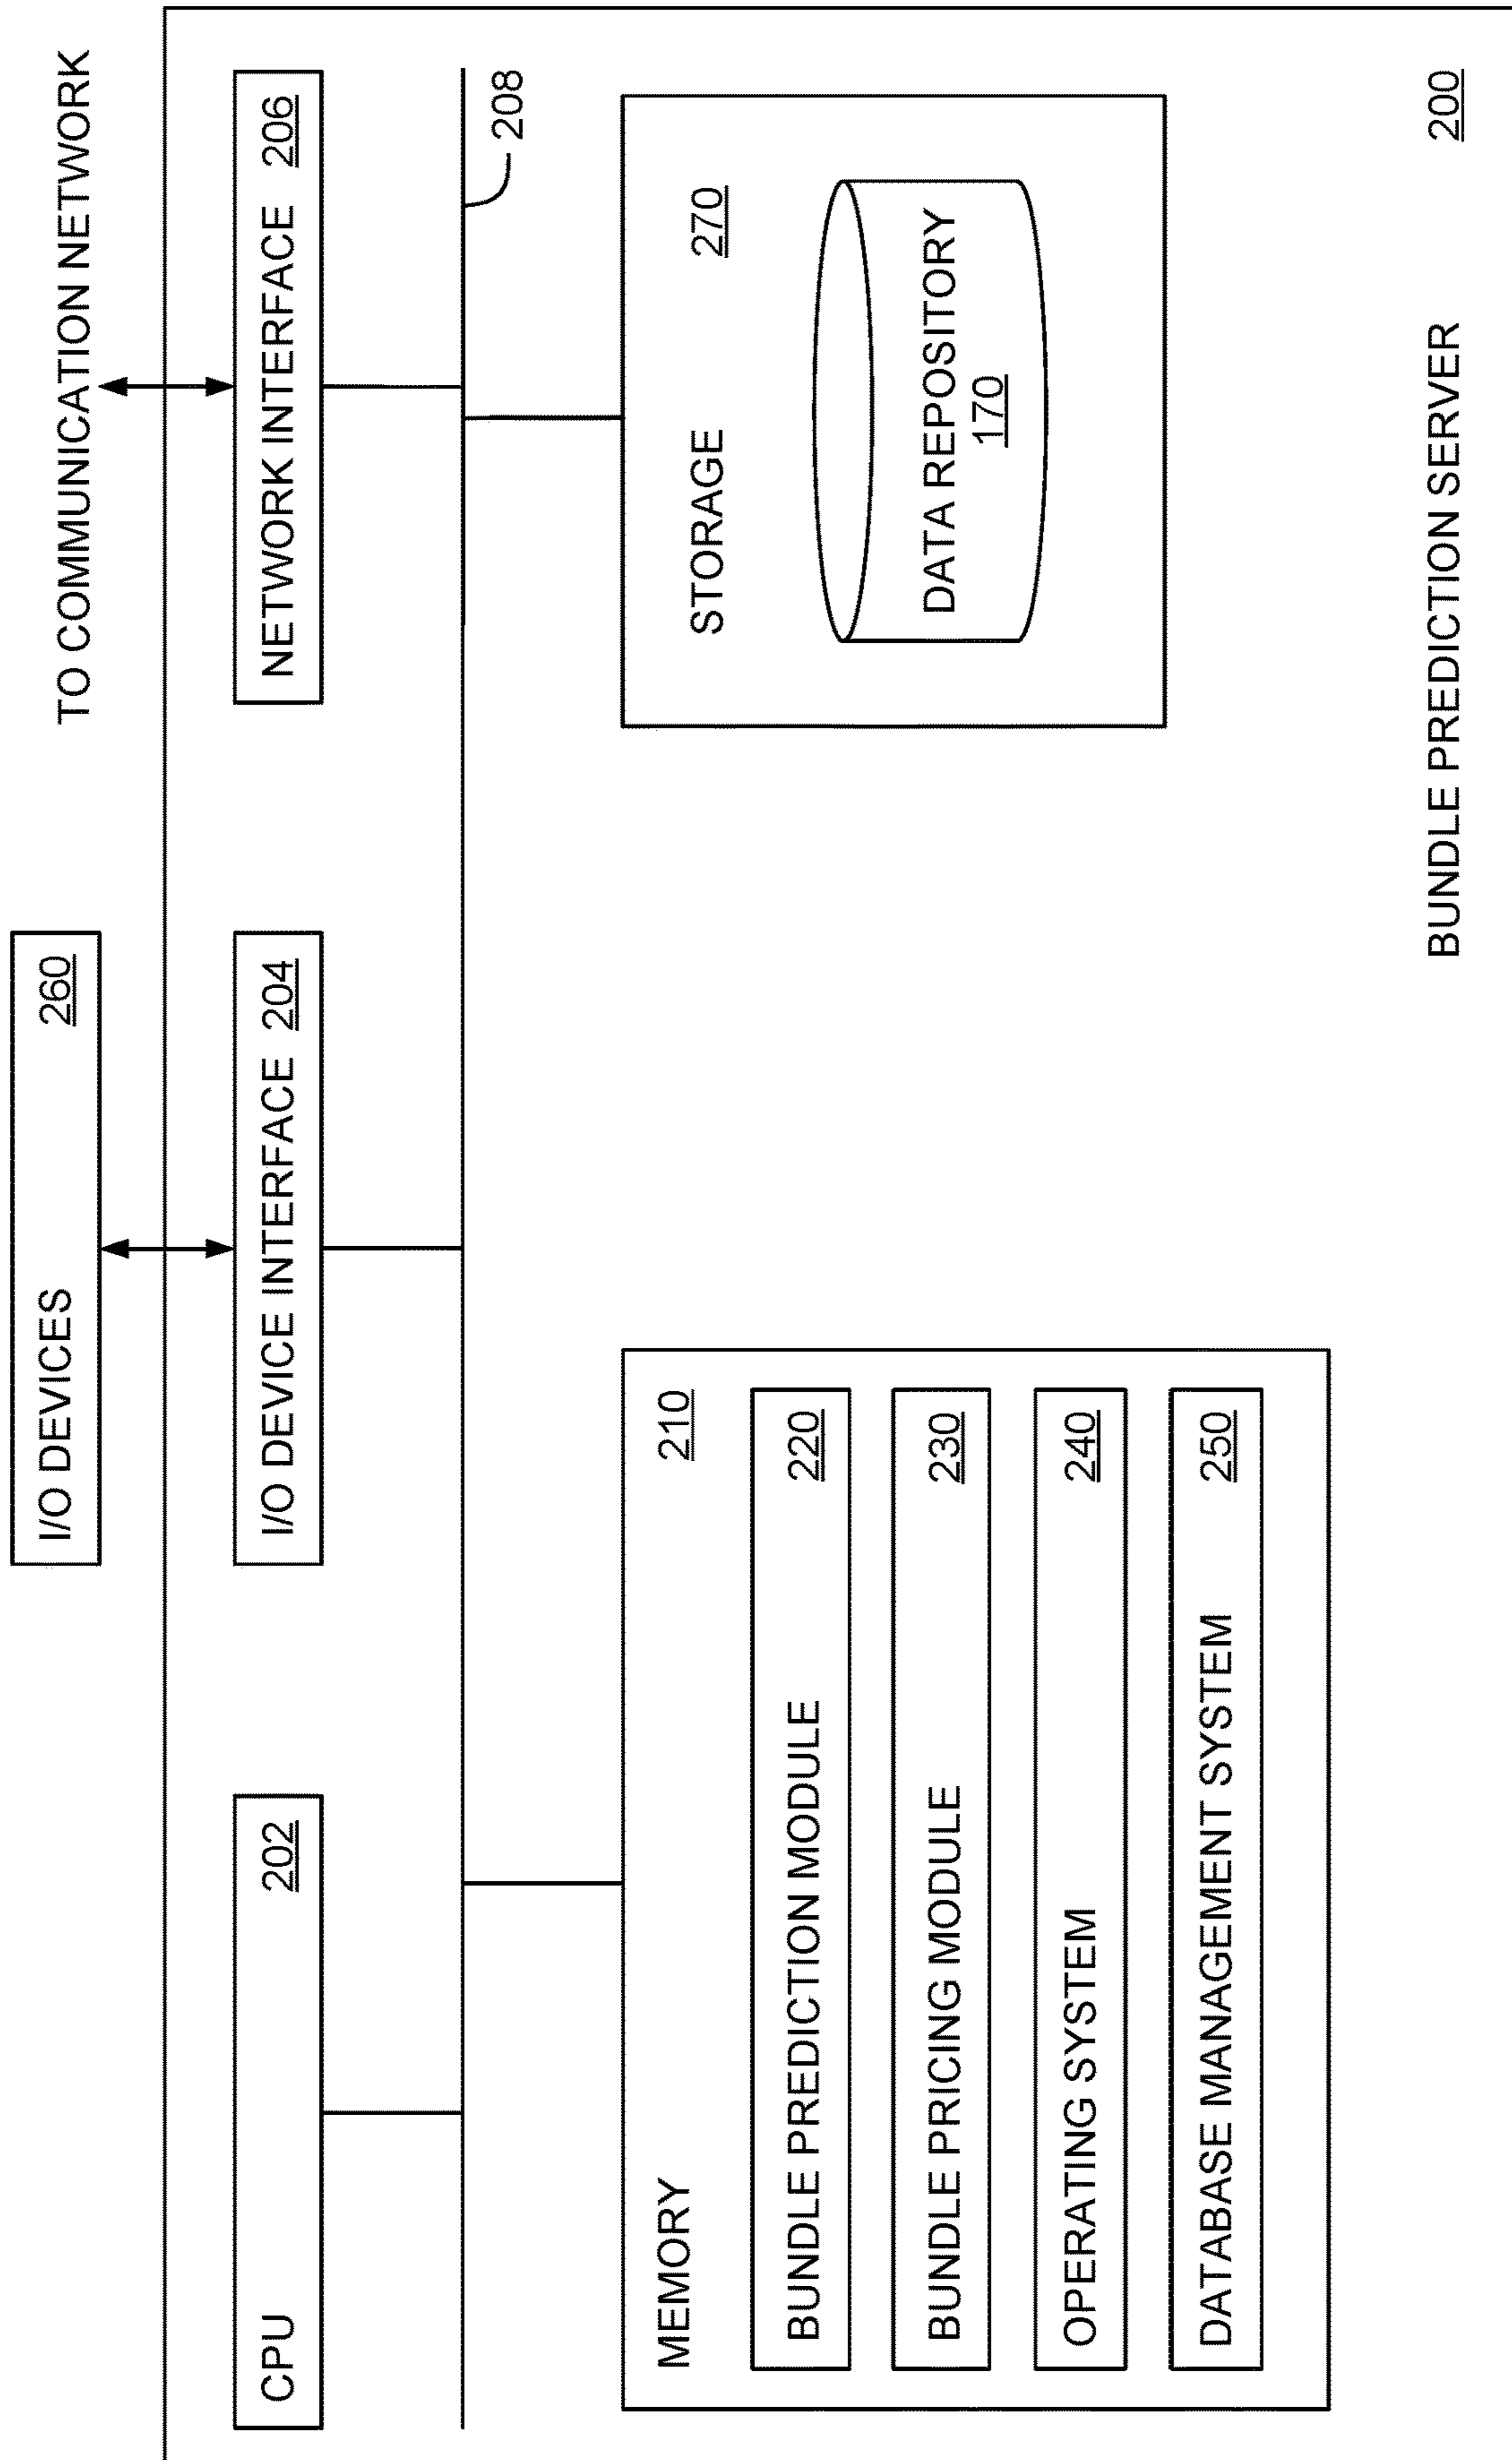 I/O DEVICES 260
TO COMMUNICATION NETWORK
CPU 202
I/O DEVICE INTERFACE 204
NETWORK INTERFACE 206
208
MEMORY 210
BUNDLE PREDICTION MODULE 220
BUNDLE PRICING MODULE 230
OPERATING SYSTEM 240
DATABASE MANAGEMENT SYSTEM 250
STORAGE 270
DATA REPOSITORY
170
BUNDLE PREDICTION SERVER 200